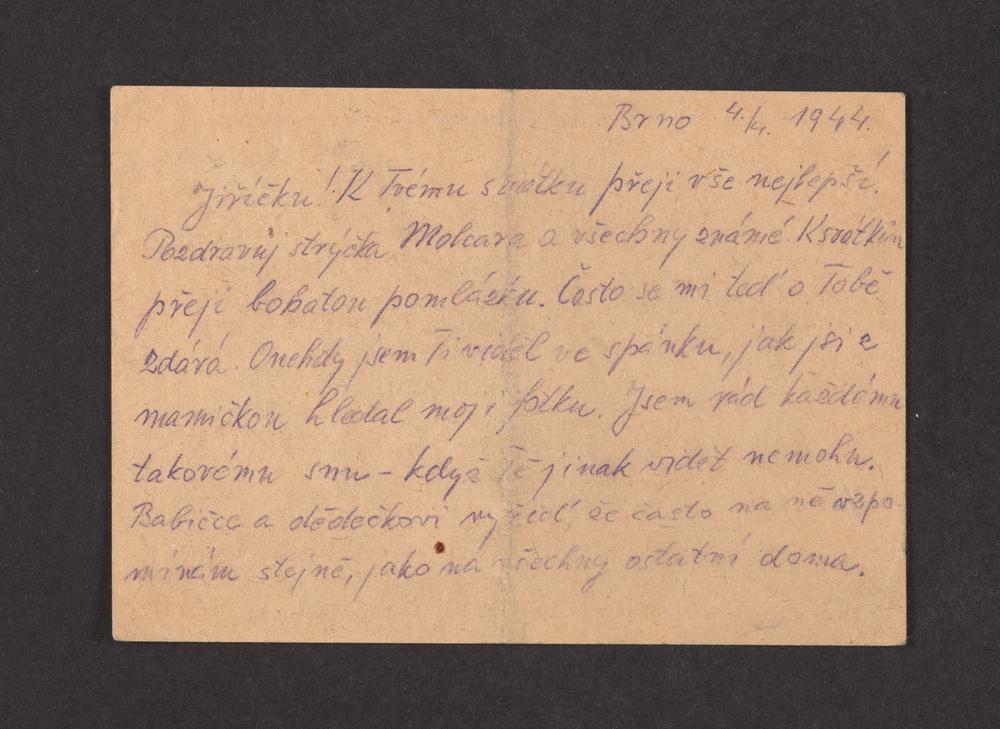 Brno 4./4. 1944.
Jiříčku! K Tvému svátku přeji vše nejlepší.
Pozdravuj strýčka Molcara a všechny známé. K svátkům
přeji bohatou pomlázku. Často se mi teď o Tobě
zdává. Onehdy jsem Ti viděl ve spánku, jak jsi z
mamičkou hledal moji fotku. Jsem rád každému
takovému snu – když Tě jinak videt nemohu.
Babičce a dědečkovi vyřiď, že často na ně vzpo-
mínám stejně, jako na všechny ostatní doma.